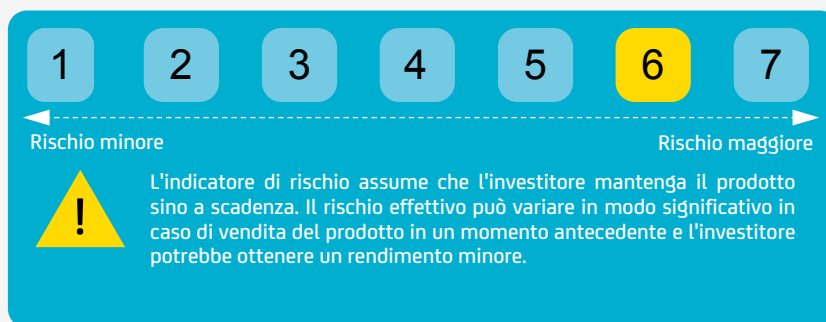 1 2 3 4 5 6 7
Rischio minore Rischio maggiore
! L'indicatore di rischio assume che l'investitore mantenga il prodotto
sino a scadenza. Il rischio effettivo può variare in modo significativo in
caso di vendita del prodotto in un momento antecedente e l'investitore
potrebbe ottenere un rendimento minore.